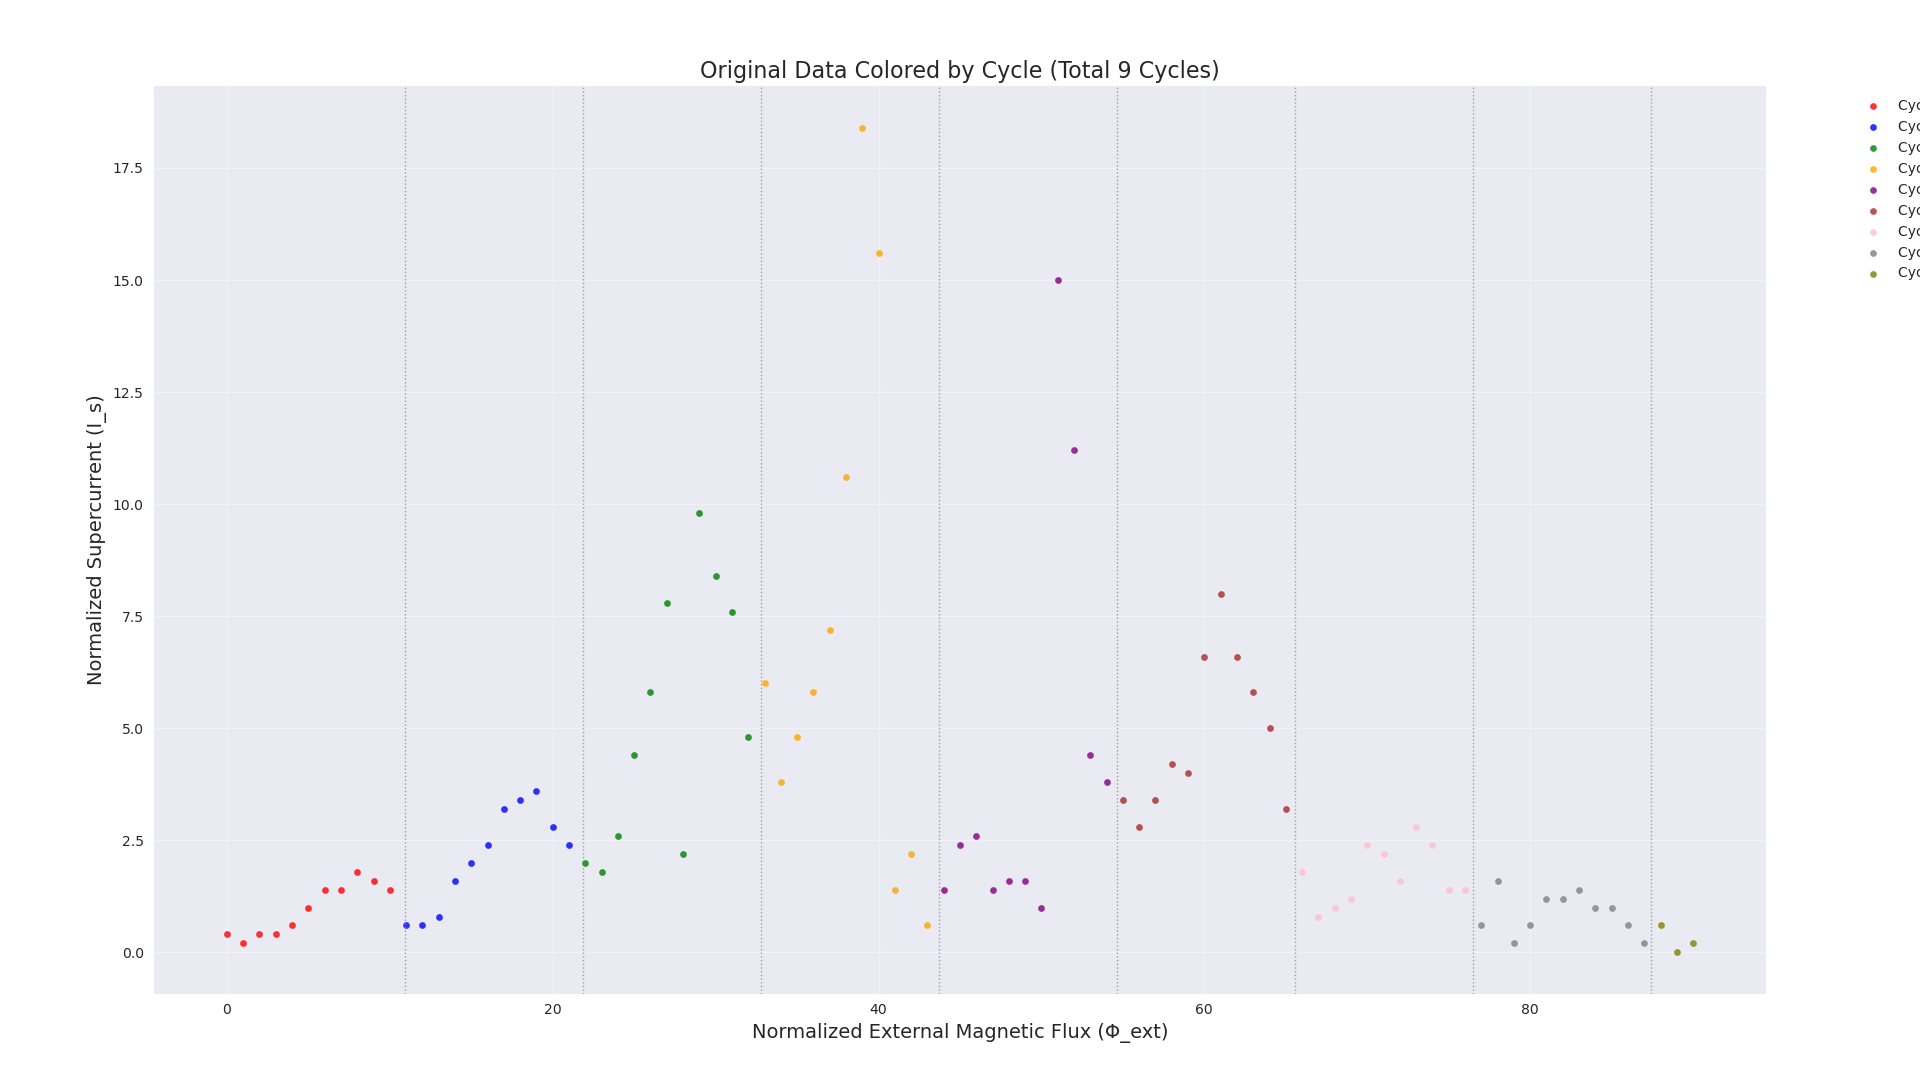 Original Data Colored by Cycle (Total 9 Cycles)
Normalized Supercurrent (I_s)
17.5
15.0
12.5
10.0
7.5
5.0
2.5
0.0
0
20
40
60
80
Normalized External Magnetic Flux (Φ_ext)
Cyc
Cyc
Cyc
Cyc
Cyc
Cyc
Cyc
Cyc
Cyc